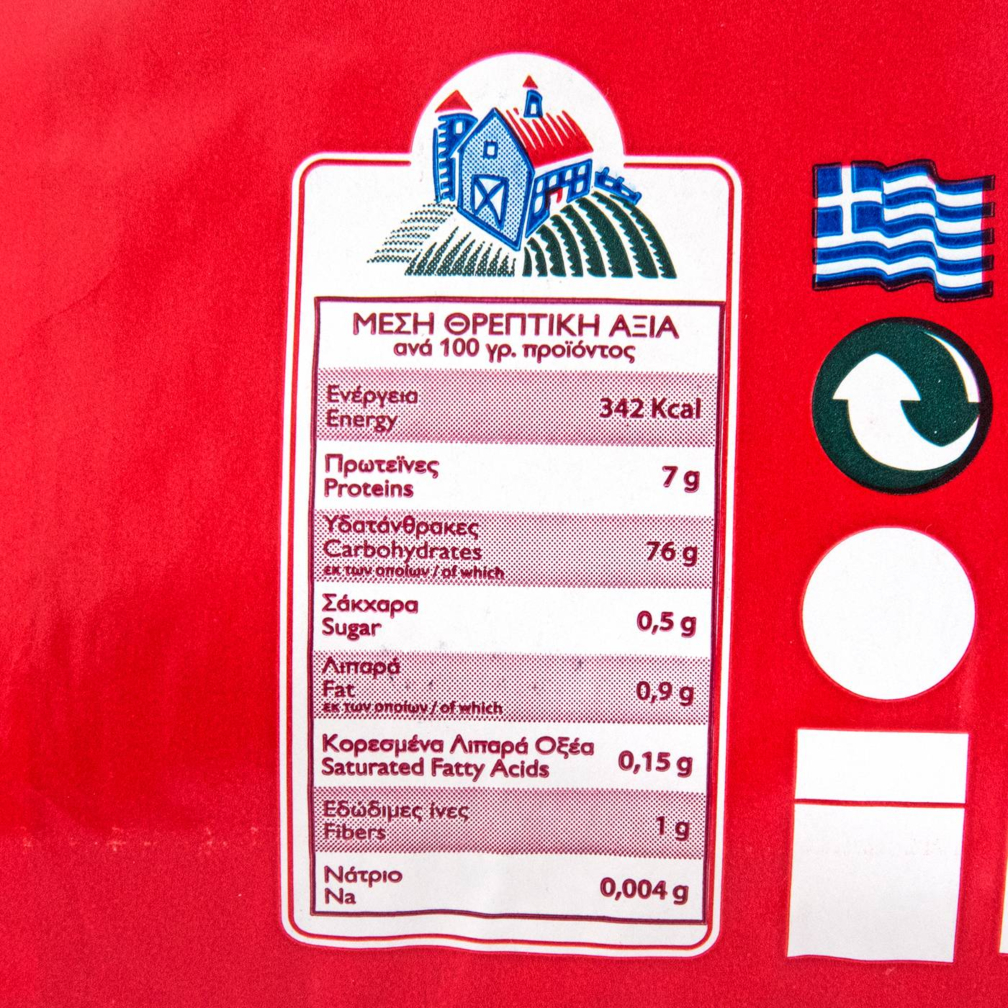 ΜΕΣΗ ΘΡΕΠΤΙΚΗ ΑΞΙΑ
ανά 100 γρ. προϊόντος
Ενέργεια
Energy
342 Kcal
Πρωτεΐνες
Proteins
7 g
Υδατάνθρακες
Carbohydrates
εκ των οποίων / of which
76 g
Σάκχαρα
Sugar
0,5 g
Λιπαρά
Fat
εκ των οποίων / of which
0,9 g
Κορεσμένα Λιπαρά Οξέα
Saturated Fatty Acids
0,15 g
Εδώδιμες ίνες
Fibers
1 g
Νάτριο
Na
0,004 g